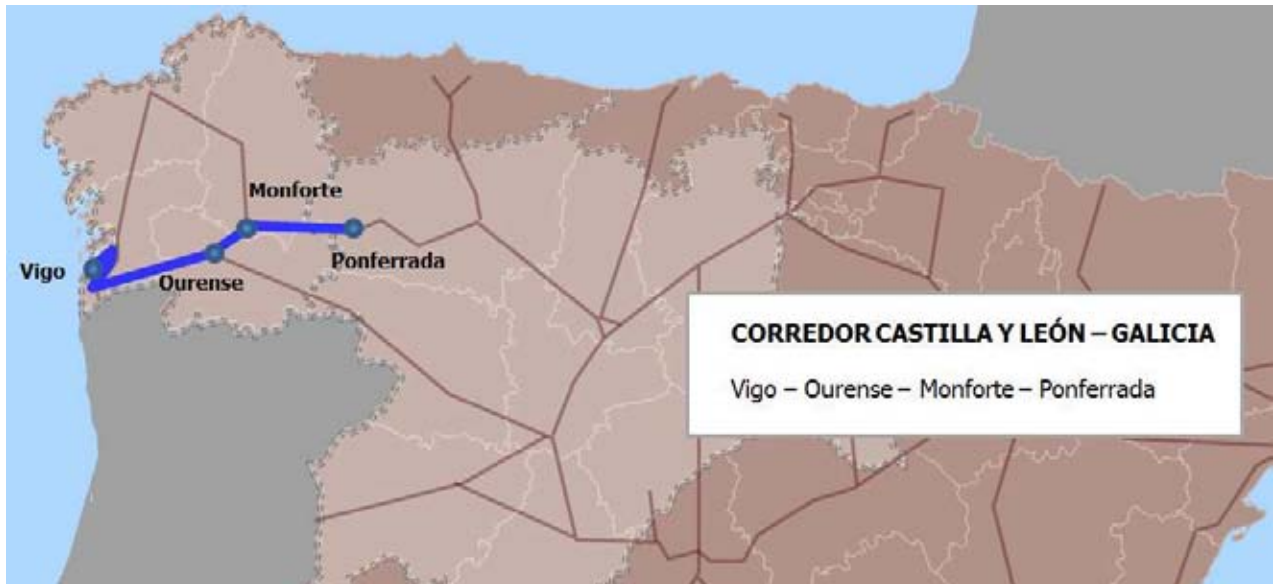 Monforte
Vigo
Ourense
Ponferrada
CORREDOR CASTILLA Y LEÓN – GALICIA
Vigo – Ourense – Monforte – Ponferrada